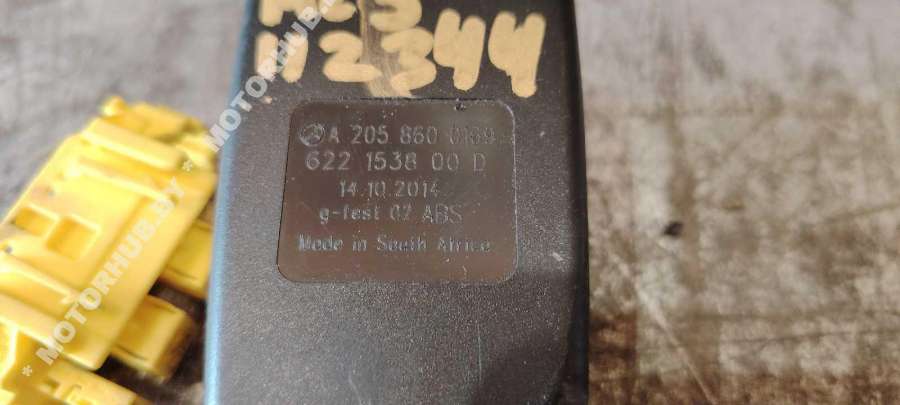 H2344
A 205 860 0169
622 1538 00 D
14.10.2014
g-fest 02 ABS
Made in South Africa
* MOTORHUB.BY * MOTORHUB.BY